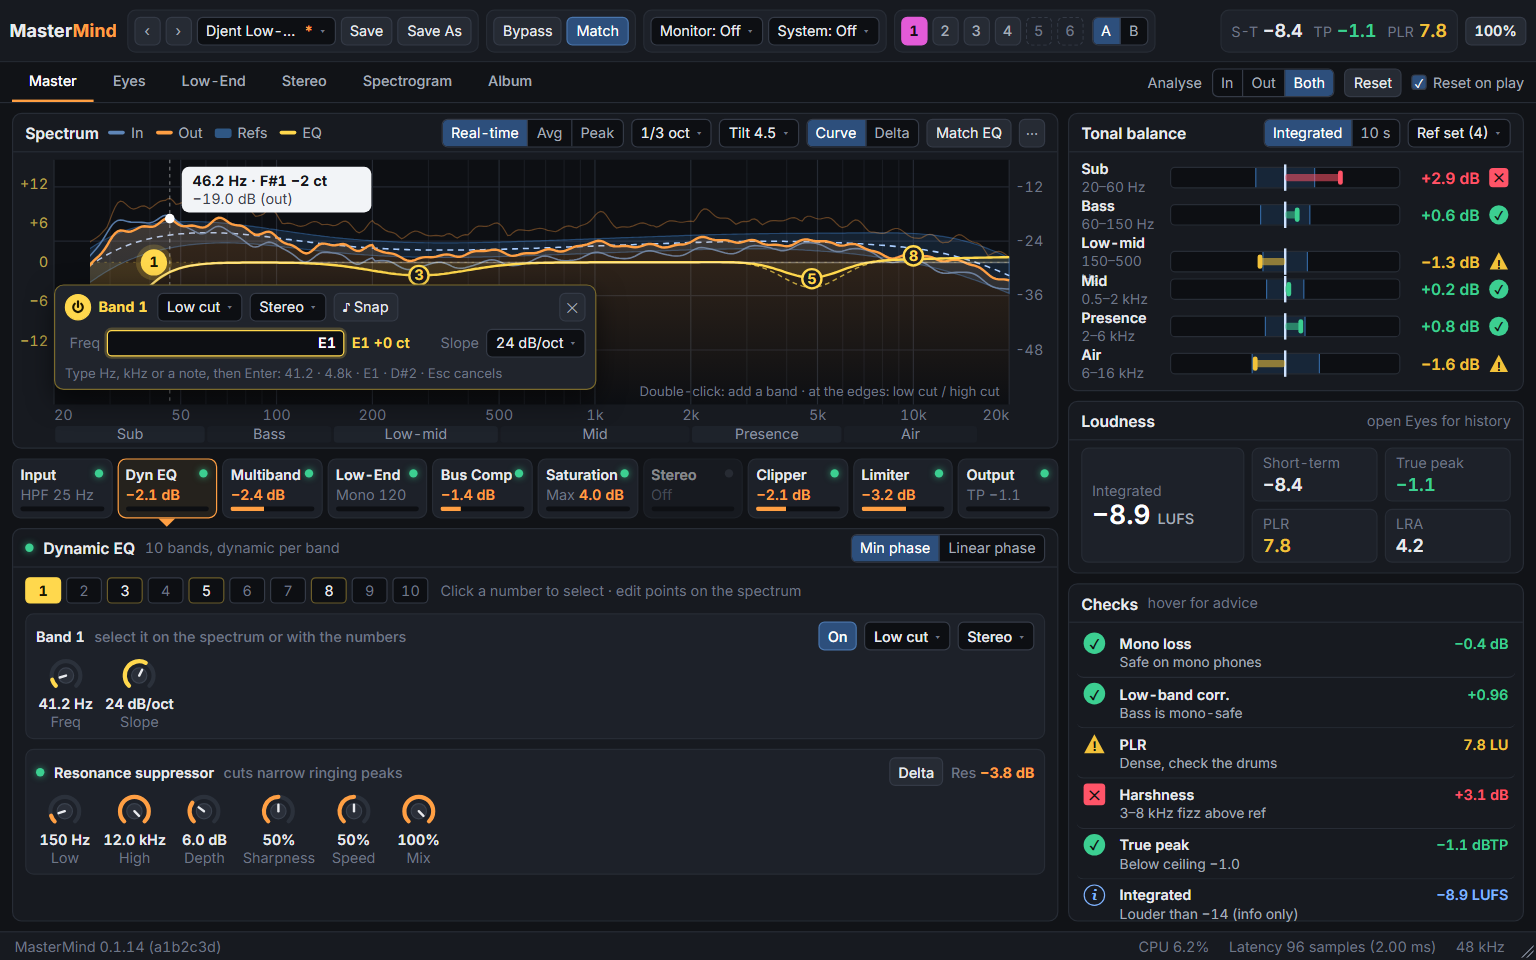 MasterMind ‹ › Djent Low-... * Save Save As Bypass Match Monitor: Off System: Off 1 2 3 4 5 6 A B S-T −8.4 TP −1.1 PLR 7.8 100%
Master Eyes Low-End Stereo Spectrogram Album Analyse In Out Both Reset Reset on play
Spectrum In Out Refs EQ Real-time Avg Peak 1/3 oct Tilt 4.5 Curve Delta Match EQ ...
46.2 Hz · F#1 −2 ct
−19.0 dB (out)
+12 −12
+6
−24
0 1 3 5 8
−6 −36
−12 −48
Band 1 Low cut Stereo ♪ Snap
Freq E1 E1 +0 ct Slope 24 dB/oct
Type Hz, kHz or a note, then Enter: 41.2 · 4.8k · E1 · D#2 · Esc cancels
Double-click: add a band · at the edges: low cut / high cut
20 50 100 200 500 1k 2k 5k 10k 20k
Sub Bass Low-mid Mid Presence Air
Input
HPF 25 Hz
Dyn EQ
−2.1 dB
Multiband
−2.4 dB
Low-End
Mono 120
Bus Comp
−1.4 dB
Saturation
Max 4.0 dB
Stereo
Off
Clipper
−2.1 dB
Limiter
−3.2 dB
Output
TP −1.1
Dynamic EQ 10 bands, dynamic per band Min phase Linear phase
1 2 3 4 5 6 7 8 9 10 Click a number to select · edit points on the spectrum
Band 1 select it on the spectrum or with the numbers On Low cut Stereo
41.2 Hz 24 dB/oct
Freq Slope
Resonance suppressor cuts narrow ringing peaks Delta Res −3.8 dB
150 Hz 12.0 kHz 6.0 dB 50% 50% 100%
Low High Depth Sharpness Speed Mix
Tonal balance Integrated 10 s Ref set (4)
Sub
20–60 Hz
+2.9 dB
Bass
60–150 Hz
+0.6 dB
Low-mid
150–500
−1.3 dB
Mid
0.5–2 kHz
+0.2 dB
Presence
2–6 kHz
+0.8 dB
Air
6–16 kHz
−1.6 dB
Loudness open Eyes for history
Integrated
−8.9 LUFS
Short-term
−8.4
True peak
−1.1
PLR
7.8
LRA
4.2
Checks hover for advice
Mono loss −0.4 dB
Safe on mono phones
Low-band corr. +0.96
Bass is mono-safe
PLR 7.8 LU
Dense, check the drums
Harshness +3.1 dB
3–8 kHz fizz above ref
True peak −1.1 dBTP
Below ceiling −1.0
Integrated −8.9 LUFS
Louder than −14 (info only)
MasterMind 0.1.14 (a1b2c3d) CPU 6.2% Latency 96 samples (2.00 ms) 48 kHz